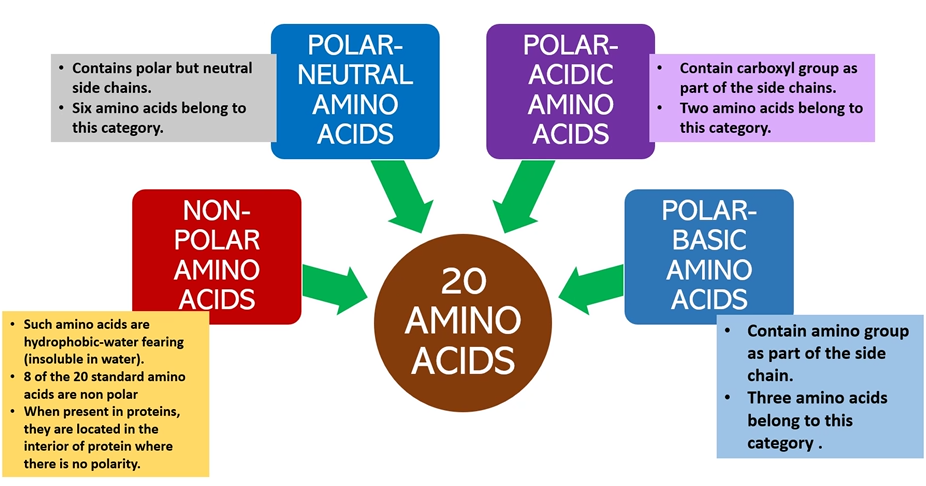 POLAR-
NEUTRAL
AMINO
ACIDS
• Contains polar but neutral
side chains.
• Six amino acids belong to
this category.
POLAR-
ACIDIC
AMINO
ACIDS
• Contain carboxyl group as
part of the side chains.
• Two amino acids belong to
this category.
NON-
POLAR
AMINO
ACIDS
• Such amino acids are
hydrophobic-water fearing
(insoluble in water).
• 8 of the 20 standard amino
acids are non polar
• When present in proteins,
they are located in the
interior of protein where
there is no polarity.
20
AMINO
ACIDS
POLAR-
BASIC
AMINO
ACIDS
• Contain amino group
as part of the side
chain.
• Three amino acids
belong to this
category .